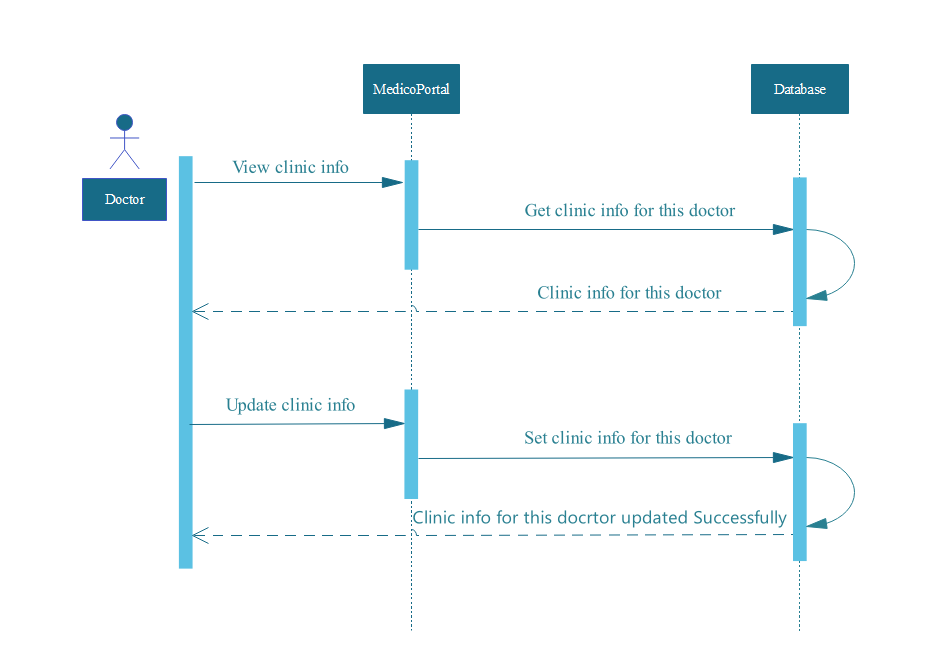 MedicoPortal
Database
Doctor
View clinic info
Get clinic info for this doctor
Clinic info for this doctor
Update clinic info
Set clinic info for this doctor
Clinic info for this docrtor updated Successfully